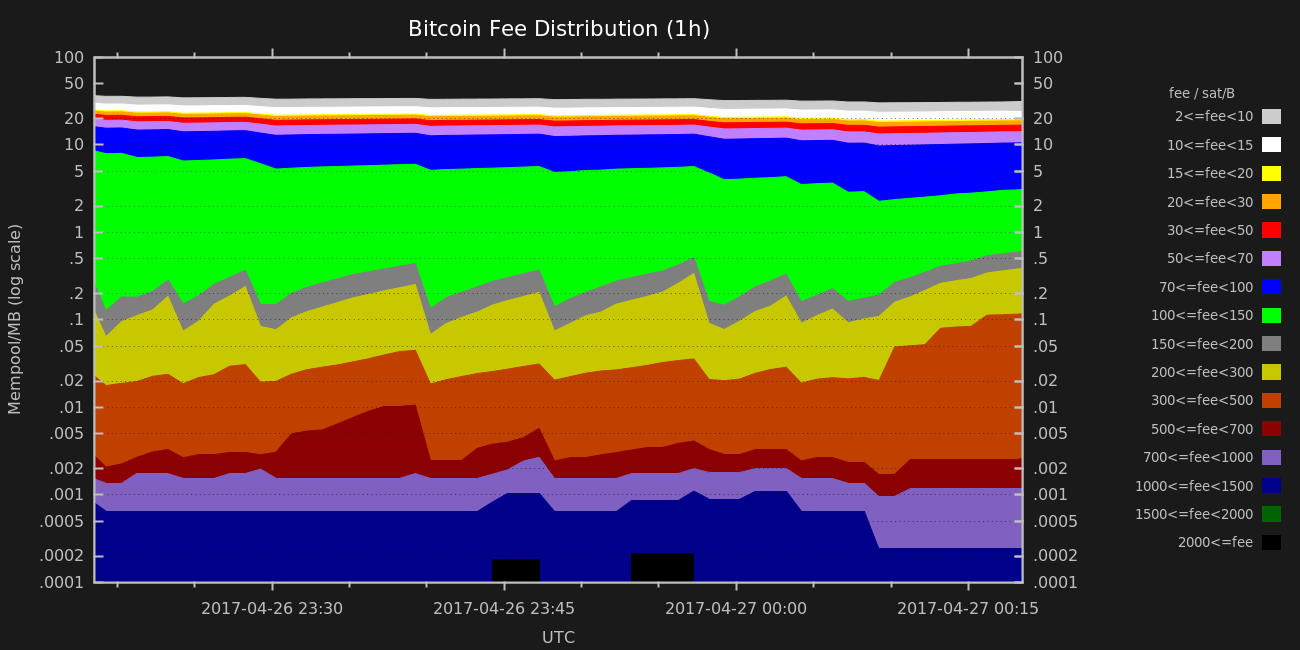 Bitcoin Fee Distribution (1h)
Mempool/MB (log scale)
100
50
20
10
5
2
1
.5
.2
.1
.05
.02
.01
.005
.002
.001
.0005
.0002
.0001
100
50
20
10
5
2
1
.5
.2
.1
.05
.02
.01
.005
.002
.001
.0005
.0002
.0001
2017-04-26 23:30
2017-04-26 23:45
2017-04-27 00:00
2017-04-27 00:15
UTC
fee / sat/B
2<=fee<10
10<=fee<15
15<=fee<20
20<=fee<30
30<=fee<50
50<=fee<70
70<=fee<100
100<=fee<150
150<=fee<200
200<=fee<300
300<=fee<500
500<=fee<700
700<=fee<1000
1000<=fee<1500
1500<=fee<2000
2000<=fee